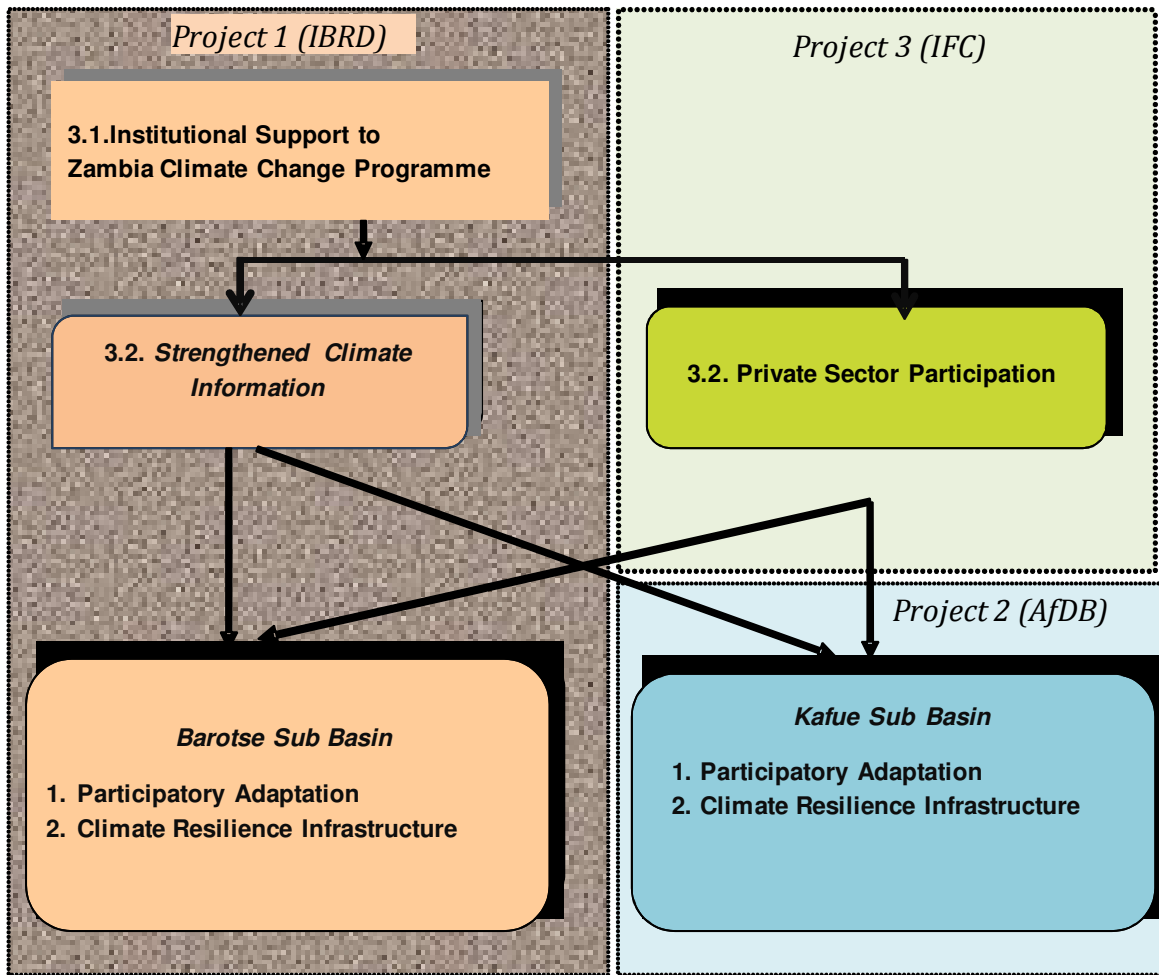 Project 1 (IBRD)
Project 3 (IFC)
3.1.Institutional Support to
Zambia Climate Change Programme
3.2. Strengthened Climate
Information
3.2. Private Sector Participation
Project 2 (AfDB)
Barotse Sub Basin
1. Participatory Adaptation
2. Climate Resilience Infrastructure
Kafue Sub Basin
1. Participatory Adaptation
2. Climate Resilience Infrastructure